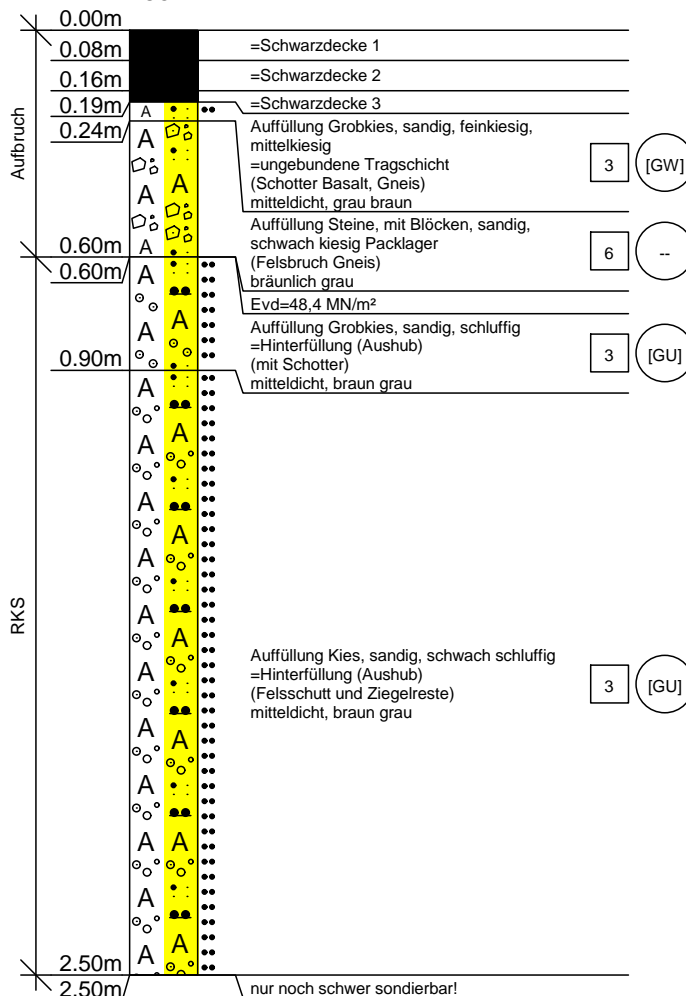 0.00m
=Schwarzdecke 1
0.08m
=Schwarzdecke 2
0.16m
=Schwarzdecke 3
0.19m
A
0.24m
Auffüllung Grobkies, sandig, feinkiesig,
mittelkiesig
=ungebundene Tragschicht
(Schotter Basalt, Gneis)
mitteldicht, grau braun
3
[GW]
Aufbruch
A
A
A
A
Auffüllung Steine, mit Blöcken, sandig,
schwach kiesig Packlager
(Felsbruch Gneis)
bräunlich grau
6
--
0.60m
0.60m
Evd=48,4 MN/m²
A
A
A
Auffüllung Grobkies, sandig, schluffig
=Hinterfüllung (Aushub)
(mit Schotter)
mitteldicht, braun grau
3
[GU]
0.90m
A
A
A
A
A
A
A
RKS
A
A
Auffüllung Kies, sandig, schwach schluffig
=Hinterfüllung (Aushub)
(Felsschutt und Ziegelreste)
mitteldicht, braun grau
3
[GU]
A
A
A
A
A
A
A
A
2.50m
2.50m
nur noch schwer sondierbar!